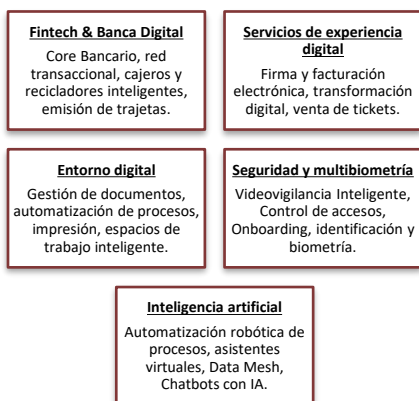 Fintech & Banca Digital
Core Bancario, red
transaccional, cajeros y
recicladores inteligentes,
emisión de trajetas.
Servicios de experiencia
digital
Firma y facturación
electrónica, transformación
digital, venta de tickets.
Entorno digital
Gestión de documentos,
automatización de procesos,
impresión, espacios de
trabajo inteligente.
Seguridad y multibiometría
Videovigilancia Inteligente,
Control de accesos,
Onboarding, identificación y
biometría.
Inteligencia artificial
Automatización robótica de
procesos, asistentes
virtuales, Data Mesh,
Chatbots con IA.